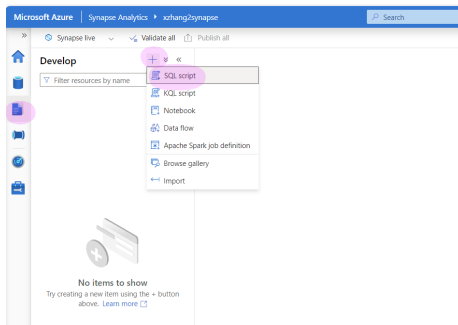 Microsoft Azure | Synapse Analytics ▸ xzhang2synapse
Search
» Synapse live Validate all Publish all
Develop
+ « 
Filter resources by name
SQL script
KQL script
Notebook
Data flow
Apache Spark job definition
Browse gallery
Import
No items to show
Try creating a new item using the + button
above. Learn more